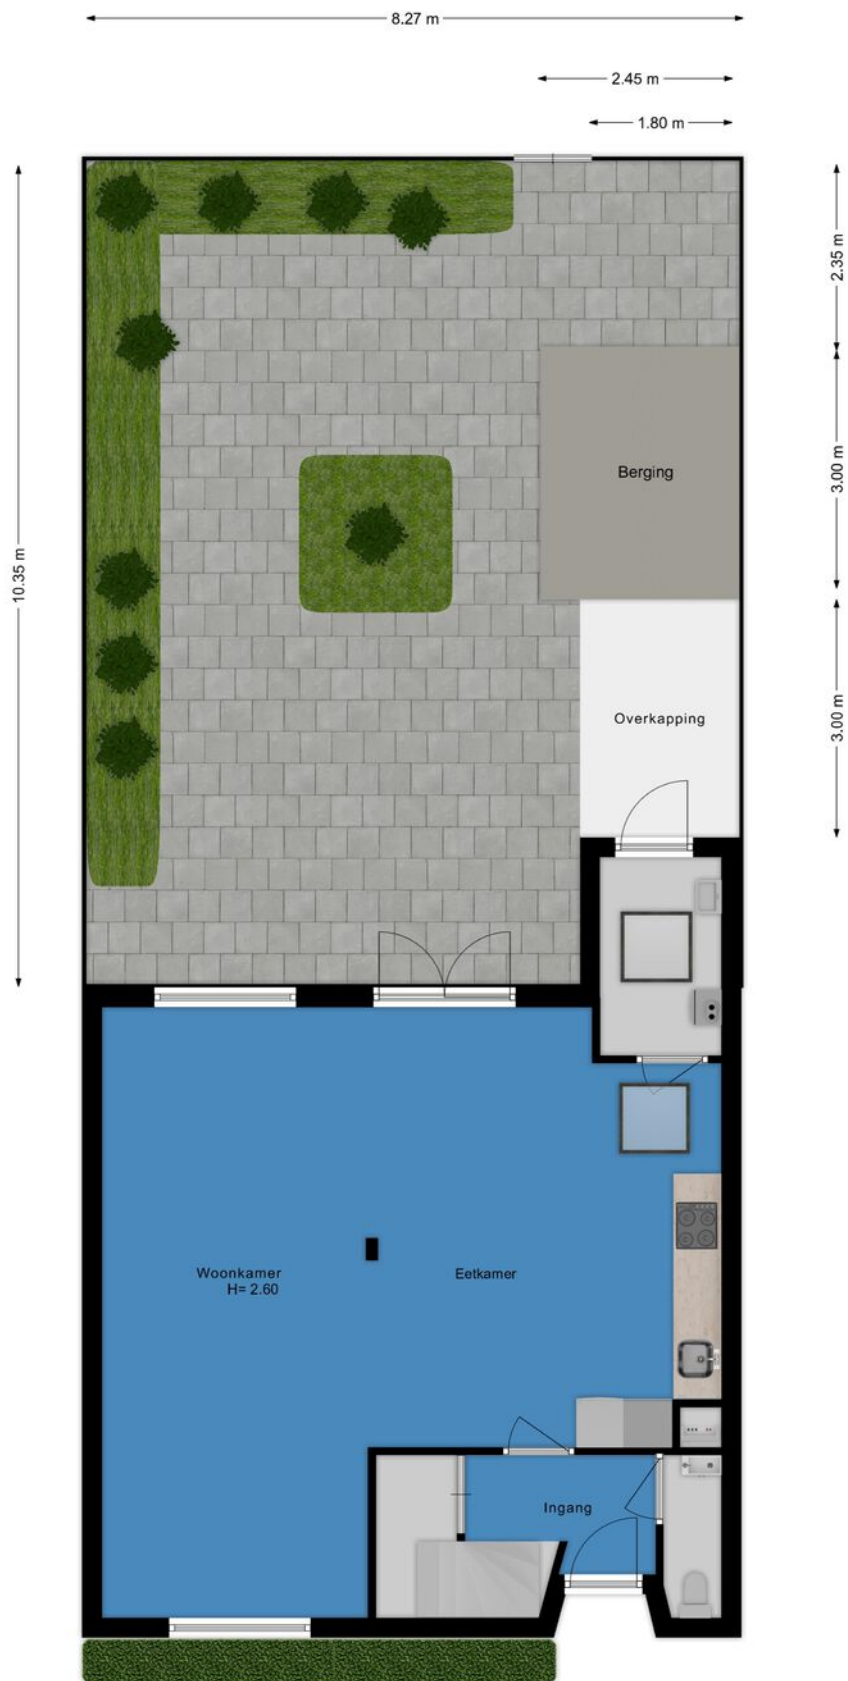 8.27 m
2.45 m
1.80 m
2.35 m
Berging
3.00 m
10.35 m
Overkapping
3.00 m
Woonkamer
H= 2.60
Eetkamer
Ingang